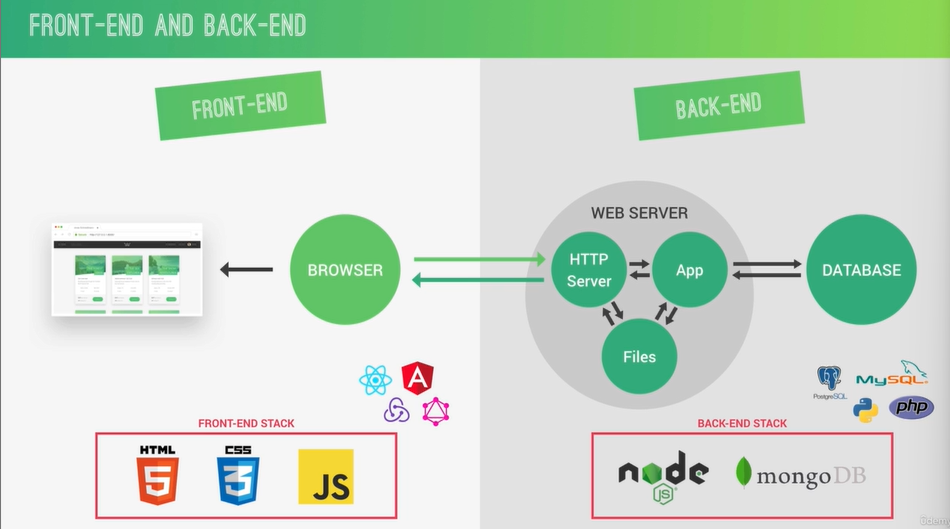 FRONT-END AND BACK-END
FRONT-END
BACK-END
WEB SERVER
BROWSER
HTTP
Server
App
DATABASE
Files
PostgreSQL
MySQL
php
FRONT-END STACK
BACK-END STACK
HTML
5
CSS
3
JS
node
JS
mongoDB
A